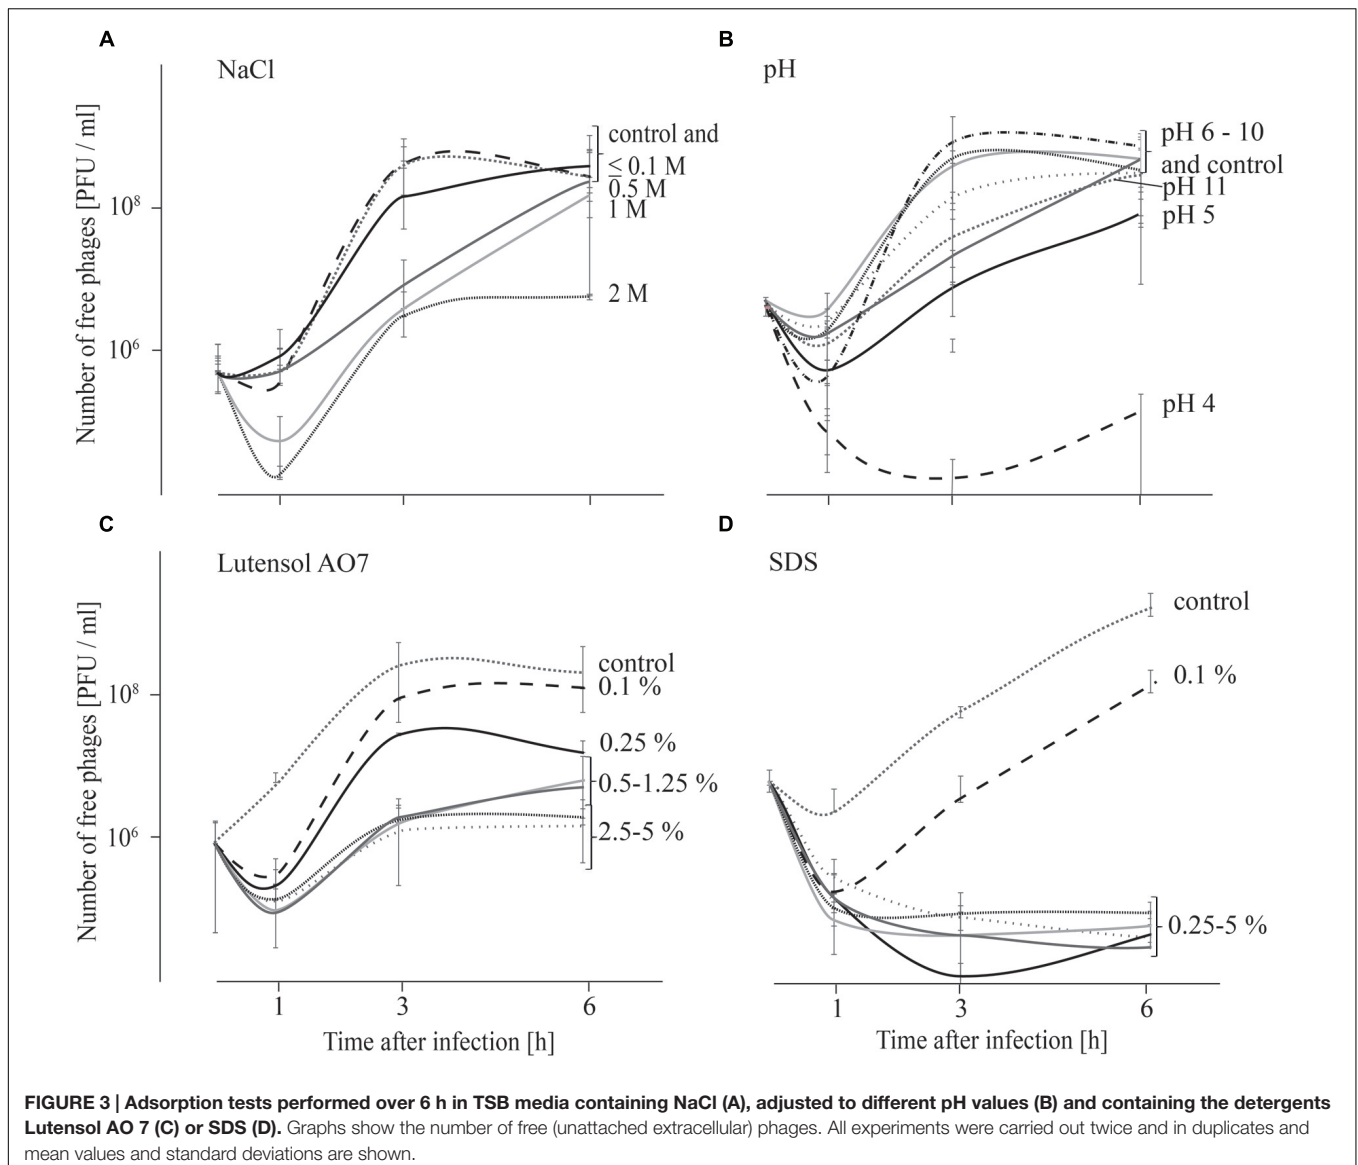 A
B
NaCl
pH
Number of free phages [PFU / ml]
10⁸
10⁶
control and
≤ 0.1 M
0.5 M
1 M
2 M
pH 6 - 10
and control
pH 11
pH 5
pH 4
C
D
Lutensol AO7
SDS
Number of free phages [PFU / ml]
10⁸
10⁶
control
0.1 %
0.25 %
0.5-1.25 %
2.5-5 %
control
0.1 %
0.25-5 %
1 3 6
1 3 6
Time after infection [h]
Time after infection [h]
FIGURE 3 | Adsorption tests performed over 6 h in TSB media containing NaCl (A), adjusted to different pH values (B) and containing the detergents
Lutensol AO 7 (C) or SDS (D). Graphs show the number of free (unattached extracellular) phages. All experiments were carried out twice and in duplicates and
mean values and standard deviations are shown.